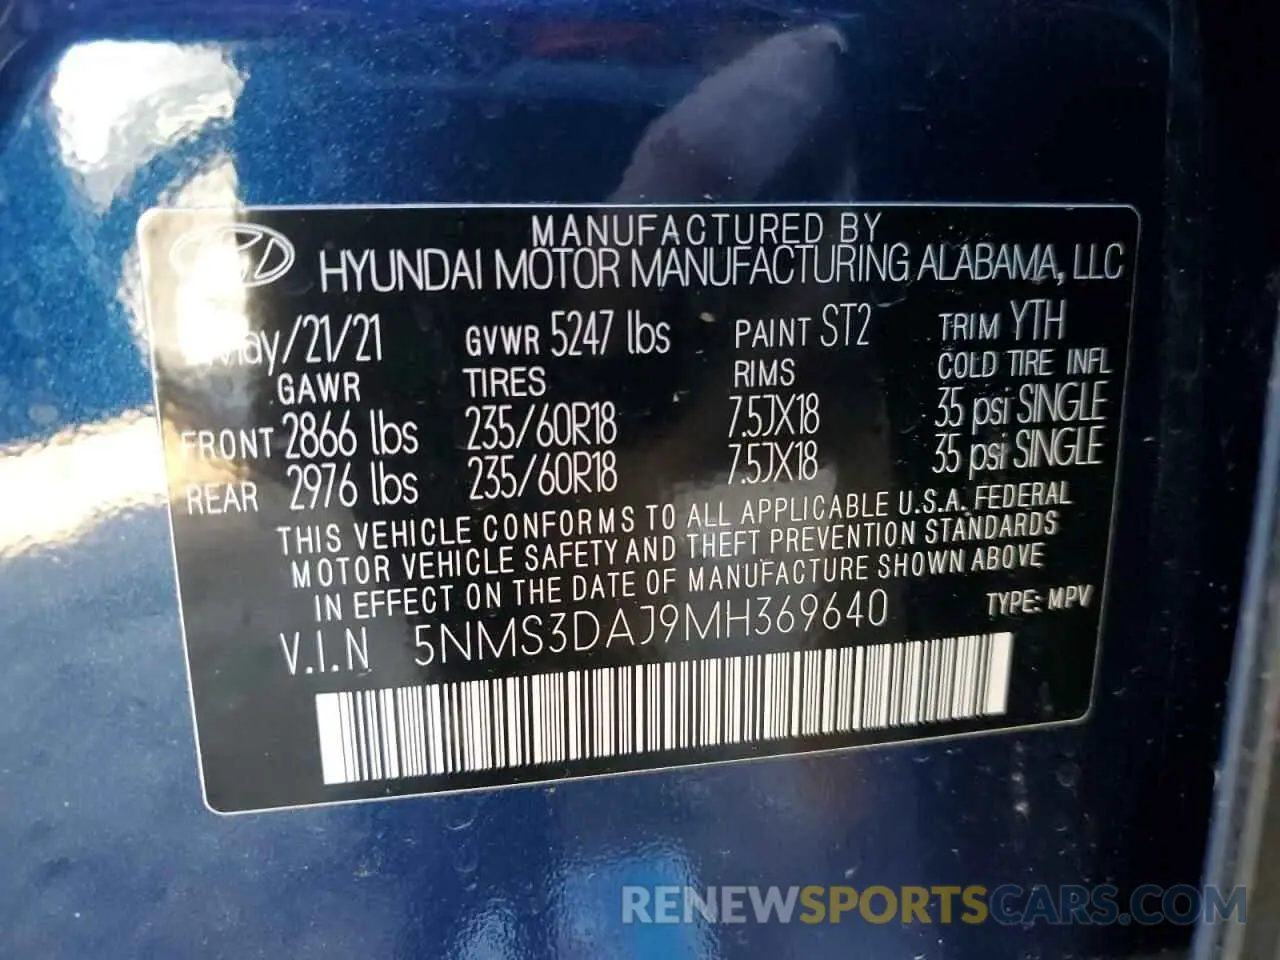 MANUFACTURED BY
HYUNDAI MOTOR MANUFACTURING ALABAMA, LLC
May/21/21 GVWR 5247 lbs PAINT ST2 TRIM YTH
GAWR TIRES RIMS COLD TIRE INFL
FRONT 2866 lbs 235/60R18 7.5JX18 35 psi SINGLE
REAR 2976 lbs 235/60R18 7.5JX18 35 psi SINGLE
THIS VEHICLE CONFORMS TO ALL APPLICABLE U.S.A. FEDERAL
MOTOR VEHICLE SAFETY AND THEFT PREVENTION STANDARDS
IN EFFECT ON THE DATE OF MANUFACTURE SHOWN ABOVE
V.I.N 5NMS3DAJ9MH369640 TYPE: MPV
RENEWSPORTSCARS.COM